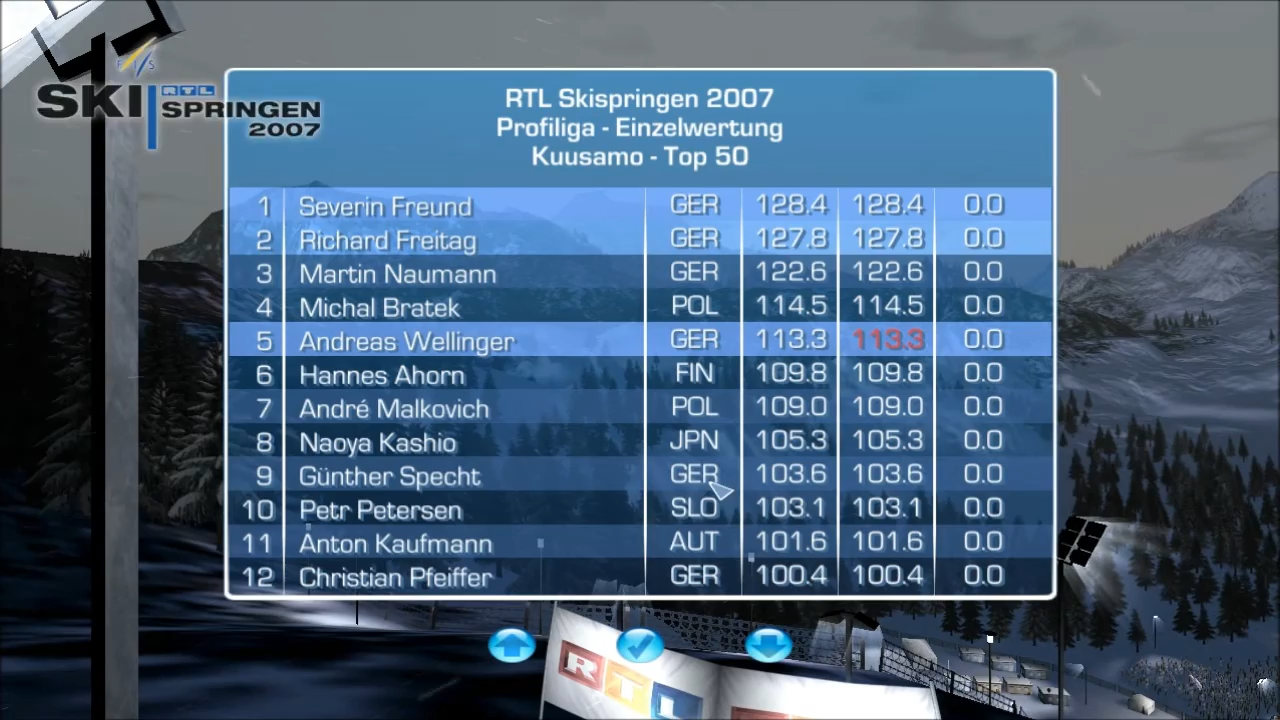 FIS
SKI RTL SPRINGEN
2007
RTL Skispringen 2007
Profiliga - Einzelwertung
Kuusamo - Top 50
1 Severin Freund GER 128.4 128.4 0.0
2 Richard Freitag GER 127.8 127.8 0.0
3 Martin Naumann GER 122.6 122.6 0.0
4 Michal Bratek POL 114.5 114.5 0.0
5 Andreas Wellinger GER 113.3 113.3 0.0
6 Hannes Ahorn FIN 109.8 109.8 0.0
7 André Malkovich POL 109.0 109.0 0.0
8 Naoya Kashio JPN 105.3 105.3 0.0
9 Günther Specht GER 103.6 103.6 0.0
10 Petr Petersen SLO 103.1 103.1 0.0
11 Anton Kaufmann AUT 101.6 101.6 0.0
12 Christian Pfeiffer GER 100.4 100.4 0.0
RTL